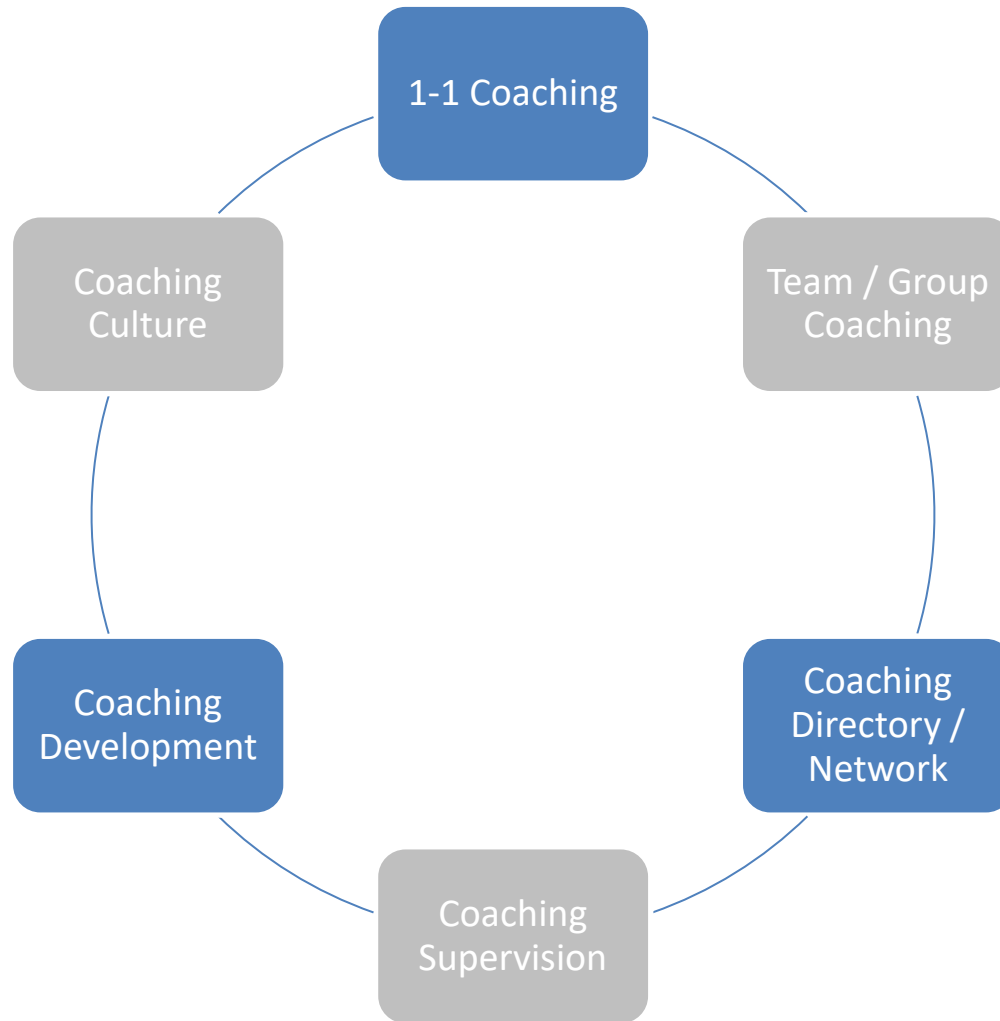 1-1 Coaching
Team / Group
Coaching
Coaching
Directory /
Network
Coaching
Supervision
Coaching
Development
Coaching
Culture